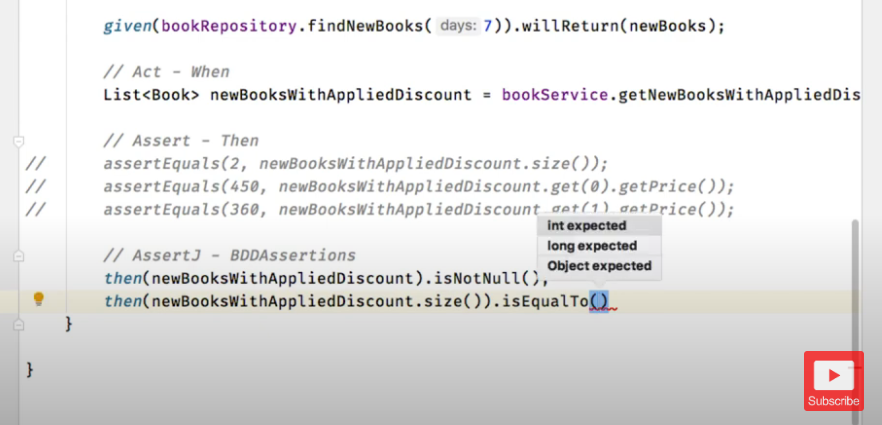 given(bookRepository.findNewBooks( days: 7)).willReturn(newBooks);
// Act - When
List<Book> newBooksWithAppliedDiscount = bookService.getNewBooksWithAppliedDis
// Assert - Then
// assertEquals(2, newBooksWithAppliedDiscount.size());
// assertEquals(450, newBooksWithAppliedDiscount.get(0).getPrice());
// assertEquals(360, newBooksWithAppliedDiscount.get(1).getPrice());
int expected
long expected
Object expected
// AssertJ - BDDAssertions
then(newBooksWithAppliedDiscount).isNotNull();
then(newBooksWithAppliedDiscount.size()).isEqualTo()
}
}
Subscribe